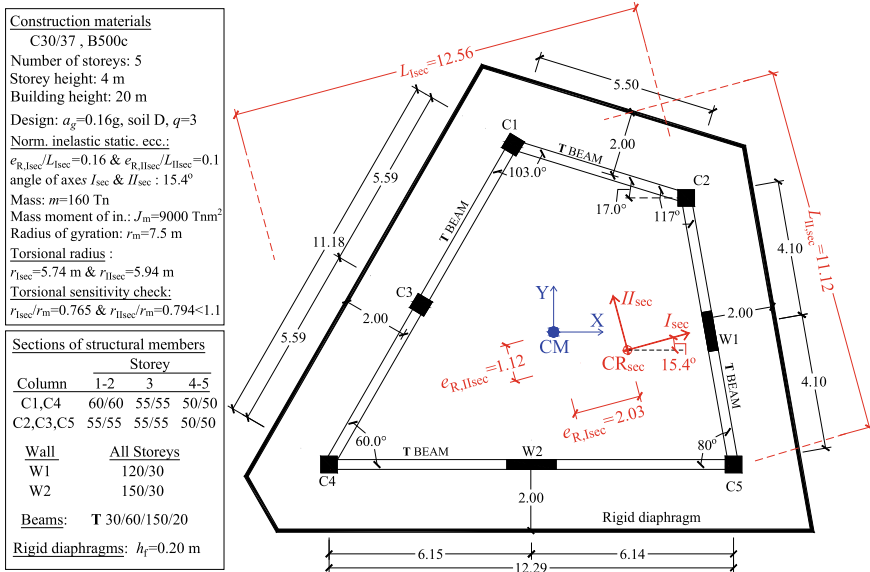 Construction materials
C30/37 , B500c
Number of storeys: 5
Storey height: 4 m
Building height: 20 m
Design: ag=0.16g, soil D, q=3
Norm. inelastic static. ecc.:
eR,Isec/LIsec=0.16 & eR,IIsec/LIIsec=0.1
angle of axes Isec & IIsec : 15.4°
Mass: m=160 Tn
Mass moment of in.: Jm=9000 Tnm²
Radius of gyration: rm=7.5 m
Torsional radius :
rIsec=5.74 m & rIIsec=5.94 m
Torsional sensitivity check:
rIsec/rm=0.765 & rIIsec/rm=0.794<1.1
Sections of structural members
Storey
Column 1-2 3 4-5
C1,C4 60/60 55/55 50/50
C2,C3,C5 55/55 55/55 50/50
Wall All Storeys
W1 120/30
W2 150/30
Beams: T 30/60/150/20
Rigid diaphragms: hf=0.20 m
LIsec=12.56
5.50
2.00
C1
T BEAM
103.0°
C2
17.0°
117°
5.59
T BEAM
11.18
4.10
LII,sec=11.12
C3
2.00
Y
X
CM
IIsec
Isec
CRsec
15.4°
2.00
W1
5.59
eR,IIsec=1.12
eR,Isec=2.03
T BEAM
4.10
60.0°
T BEAM
W2
80°
C4
C5
2.00
Rigid diaphragm
6.15
6.14
12.29